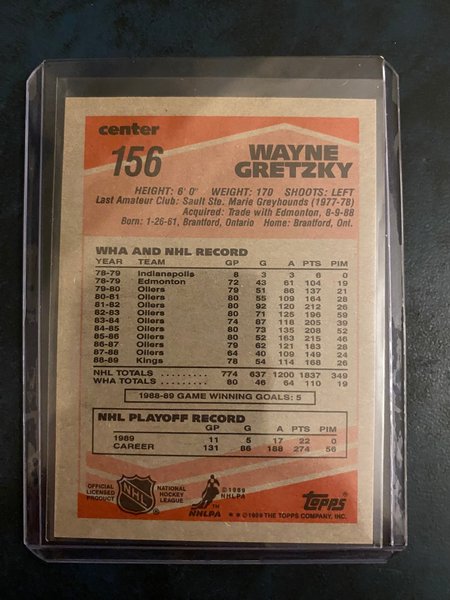 center
156
WAYNE
GRETZKY
HEIGHT: 6' 0" WEIGHT: 170 SHOOTS: LEFT
Last Amateur Club: Sault Ste. Marie Greyhounds (1977-78)
Acquired: Trade with Edmonton, 8-9-88
Born: 1-26-61, Brantford, Ontario Home: Brantford, Ont.
WHA AND NHL RECORD
YEAR TEAM GP G A PTS PIM
78-79 Indianapolis 8 3 3 6 0
78-79 Edmonton 72 43 61 104 19
79-80 Oilers 79 51 86 137 21
80-81 Oilers 80 55 109 164 28
81-82 Oilers 80 92 120 212 26
82-83 Oilers 80 71 125 196 59
83-84 Oilers 74 87 118 205 39
84-85 Oilers 80 73 135 208 52
85-86 Oilers 80 52 163 215 46
86-87 Oilers 79 62 121 183 28
87-88 Oilers 64 40 109 149 24
88-89 Kings 78 54 114 168 26
NHL TOTALS ......... 774 637 1200 1837 349
WHA TOTALS ......... 80 46 64 110 19
1988-89 GAME WINNING GOALS: 5
NHL PLAYOFF RECORD
GP G A PTS PIM
1989 11 5 17 22 0
CAREER 131 86 188 274 56
OFFICIAL
LICENSED
PRODUCT
NHL
NATIONAL
HOCKEY
LEAGUE
©1989
NHLPA
TM
NHLPA
topps
* * ©1989 THE TOPPS COMPANY, INC.